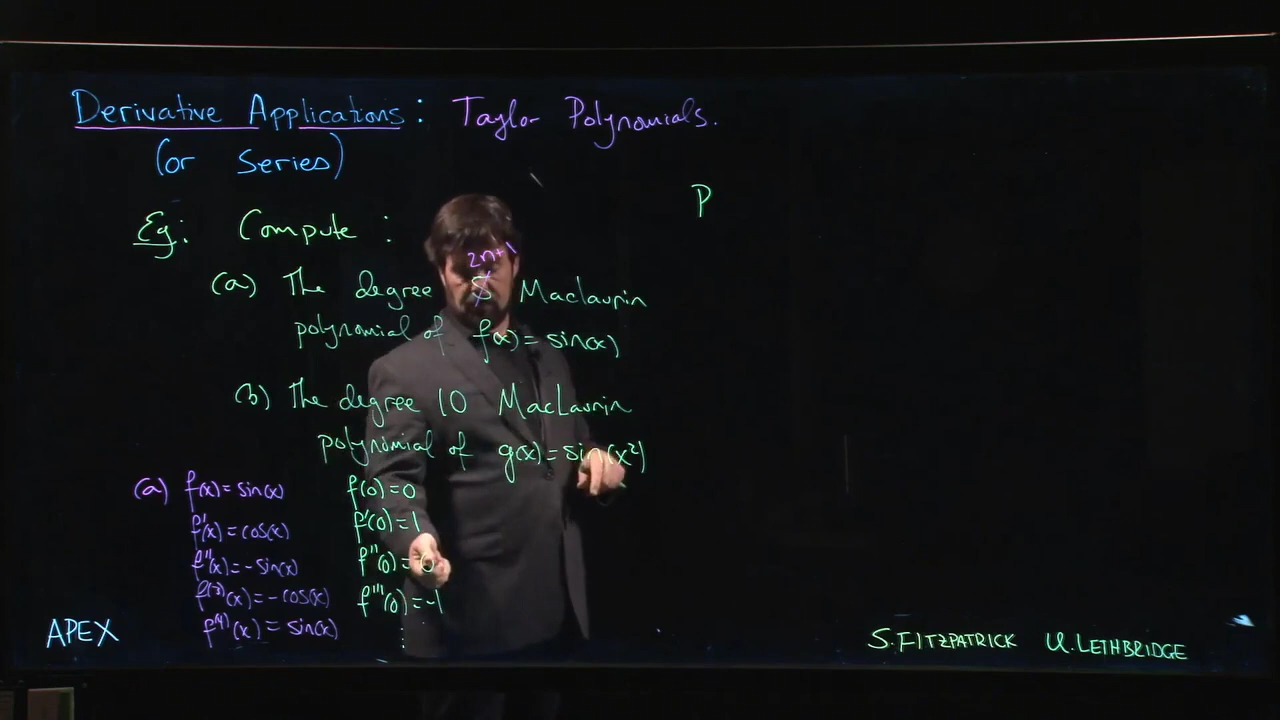 Derivative Applications: Taylor Polynomials.
(or Series)
P
Eg: Compute:
(a) The degree 5 2n+1 Maclaurin
polynomial of f(x) = sin(x)
(b) The degree 10 MacLaurin
polynomial of g(x) = sin(x²)
(a) f(x) = sin(x) f(0) = 0
f'(x) = cos(x) f'(0) = 1
f''(x) = -sin(x) f''(0) = 0
f⁽³⁾(x) = -cos(x) f'''(0) = -1
f⁽⁴⁾(x) = sin(x) ⋮
APEX
S. FITZPATRICK U. LETHBRIDGE